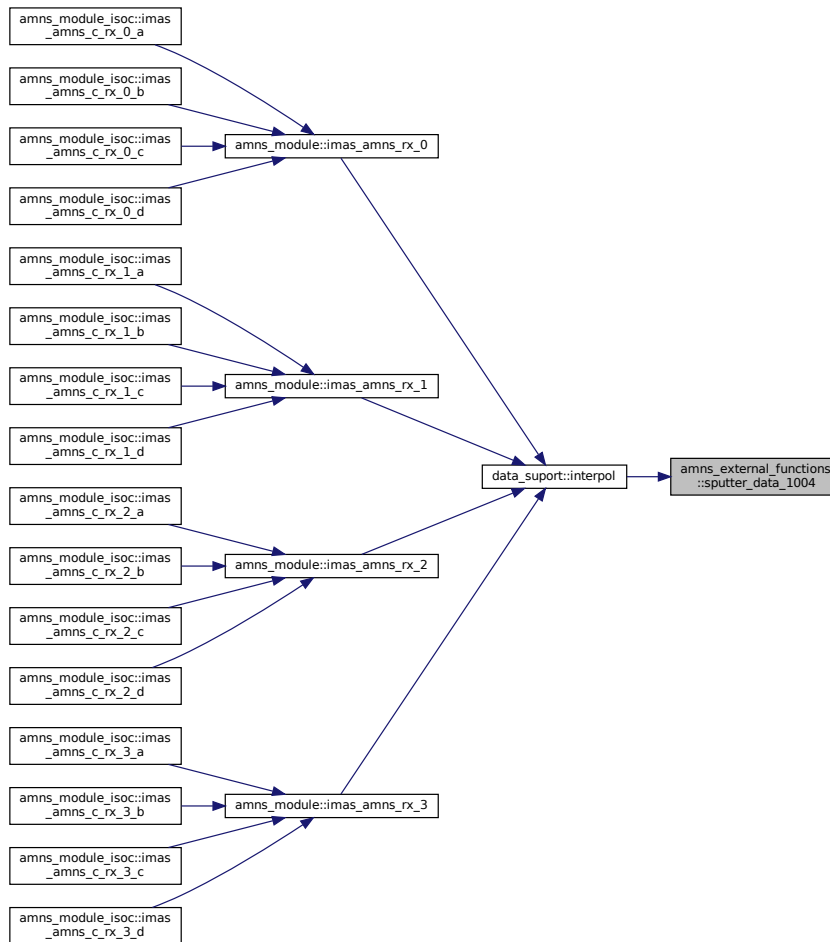 amns_module_isoc::imas
_amns_c_rx_0_a
amns_module_isoc::imas
_amns_c_rx_0_b
amns_module_isoc::imas
_amns_c_rx_0_c
amns_module_isoc::imas
_amns_c_rx_0_d
amns_module::imas_amns_rx_0
amns_module_isoc::imas
_amns_c_rx_1_a
amns_module_isoc::imas
_amns_c_rx_1_b
amns_module_isoc::imas
_amns_c_rx_1_c
amns_module_isoc::imas
_amns_c_rx_1_d
amns_module::imas_amns_rx_1
amns_module_isoc::imas
_amns_c_rx_2_a
amns_module_isoc::imas
_amns_c_rx_2_b
amns_module_isoc::imas
_amns_c_rx_2_c
amns_module_isoc::imas
_amns_c_rx_2_d
amns_module::imas_amns_rx_2
amns_module_isoc::imas
_amns_c_rx_3_a
amns_module_isoc::imas
_amns_c_rx_3_b
amns_module_isoc::imas
_amns_c_rx_3_c
amns_module_isoc::imas
_amns_c_rx_3_d
amns_module::imas_amns_rx_3
data_suport::interpol
amns_external_functions
::sputter_data_1004